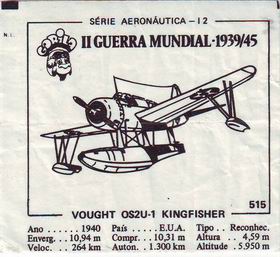 SÉRIE AERONÁUTICA - 12
N. I.
II GUERRA MUNDIAL - 1939/45
515
VOUGHT OS2U-1 KINGFISHER
Ano ...... 1940 País ..... E.U.A. Tipo .. Reconhec.
Enverg. .. 10,94 m Compr... 10,31 m Altura .... 4,59 m
Veloc. .. 264 km Auton. 1.300 km Altitude . 5.950 m